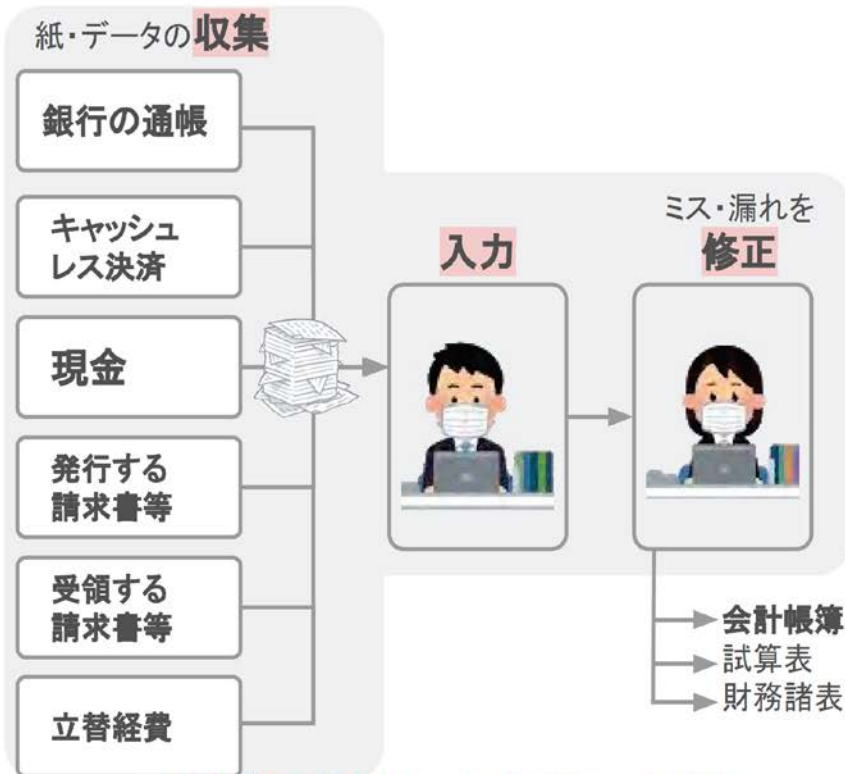 紙・データの収集
銀行の通帳
キャッシュ
レス決済
現金
発行する
請求書等
受領する
請求書等
立替経費
入力
ミス・漏れを
修正
会計帳簿
試算表
財務諸表